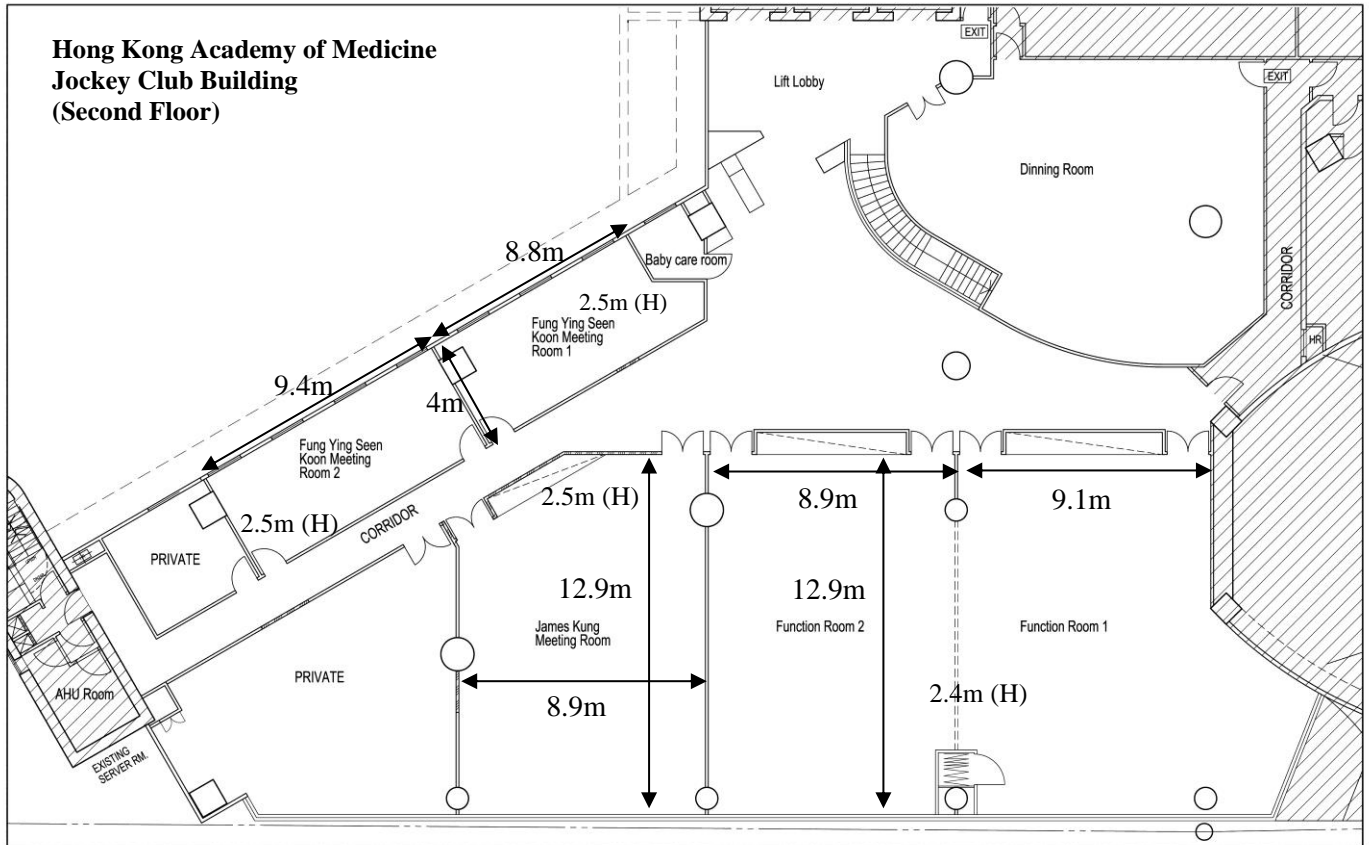 Hong Kong Academy of Medicine
Jockey Club Building
(Second Floor)
EXIT
Lift Lobby
EXIT
Dinning Room
8.8m
Baby care room
CORRIDOR
2.5m (H)
Fung Ying Seen
Koon Meeting
Room 1
HR
9.4m
4m
Fung Ying Seen
Koon Meeting
Room 2
2.5m (H)
8.9m
9.1m
2.5m (H)
CORRIDOR
PRIVATE
12.9m
12.9m
James Kung
Meeting Room
Function Room 2
Function Room 1
PRIVATE
AHU Room
8.9m
2.4m (H)
EXISTING
SERVER RM.